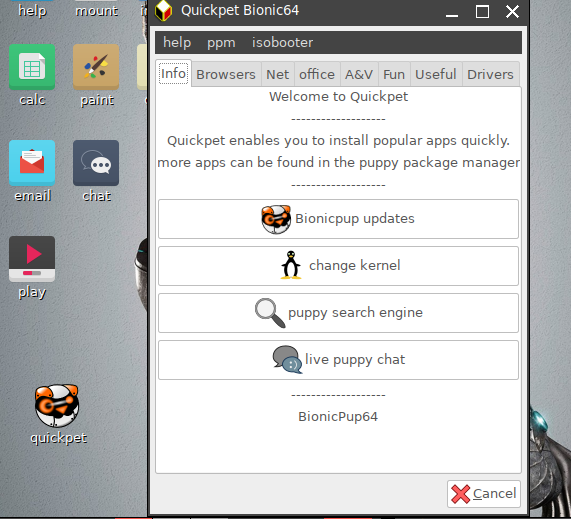 help
mount
Quickpet Bionic64
help ppm isobooter
Info Browsers Net office A&V Fun Useful Drivers
calc
paint
Welcome to Quickpet
-------------------
Quickpet enables you to install popular apps quickly.
more apps can be found in the puppy package manager
-------------------
email
chat
Bionicpup updates
change kernel
play
puppy search engine
live puppy chat
-------------------
quickpet
BionicPup64
Cancel